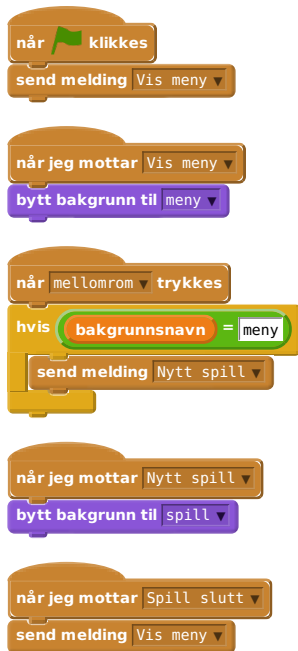 når klikkes
send melding Vis meny
når jeg mottar Vis meny
bytt bakgrunn til meny
når mellomrom trykkes
hvis bakgrunnsnavn = meny
send melding Nytt spill
når jeg mottar Nytt spill
bytt bakgrunn til spill
når jeg mottar Spill slutt
send melding Vis meny